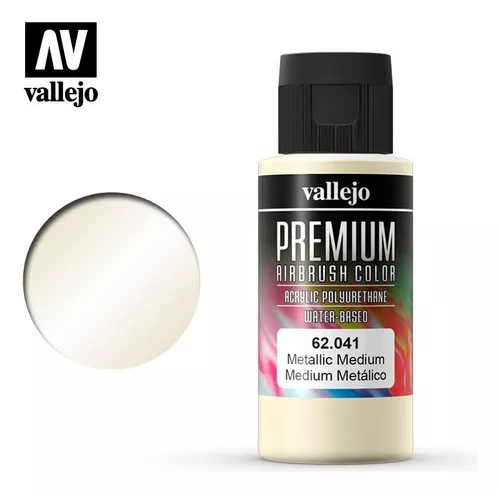 AV
vallejo
vallejo
PREMIUM
AIRBRUSH COLOR
ACRYLIC POLYURETHANE
WATER-BASED
62.041
Metallic Medium
Medium Metálico